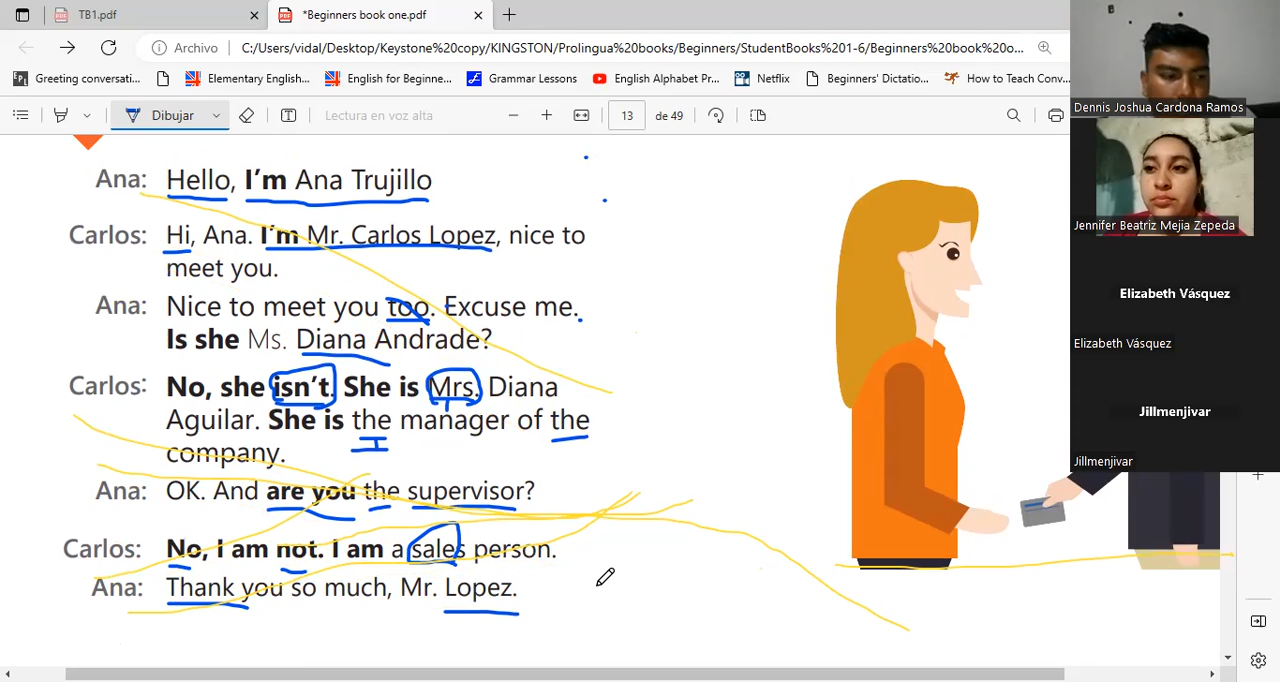 TB1.pdf
*Beginners book one.pdf
Archivo C:/Users/vidal/Desktop/Keystone%20copy/KINGSTON/Prolingua%20books/Beginners/StudentBooks%201-6/Beginners%20book%20o...
Greeting conversati...
Elementary English...
English for Beginne...
Grammar Lessons
English Alphabet Pr...
Netflix
Beginners' Dictatio...
How to Teach Conv...
Dibujar
Lectura en voz alta
13 de 49
Ana: Hello, I'm Ana Trujillo
Carlos: Hi, Ana. I'm Mr. Carlos Lopez, nice to
meet you.
Ana: Nice to meet you too. Excuse me.
Is she Ms. Diana Andrade?
Carlos: No, she isn't. She is Mrs. Diana
Aguilar. She is the manager of the
company.
Ana: OK. And are you the supervisor?
Carlos: No, I am not. I am a sales person.
Ana: Thank you so much, Mr. Lopez.
Dennis Joshua Cardona Ramos
Jennifer Beatriz Mejia Zepeda
Elizabeth Vásquez
Elizabeth Vásquez
Jillmenjivar
Jillmenjivar